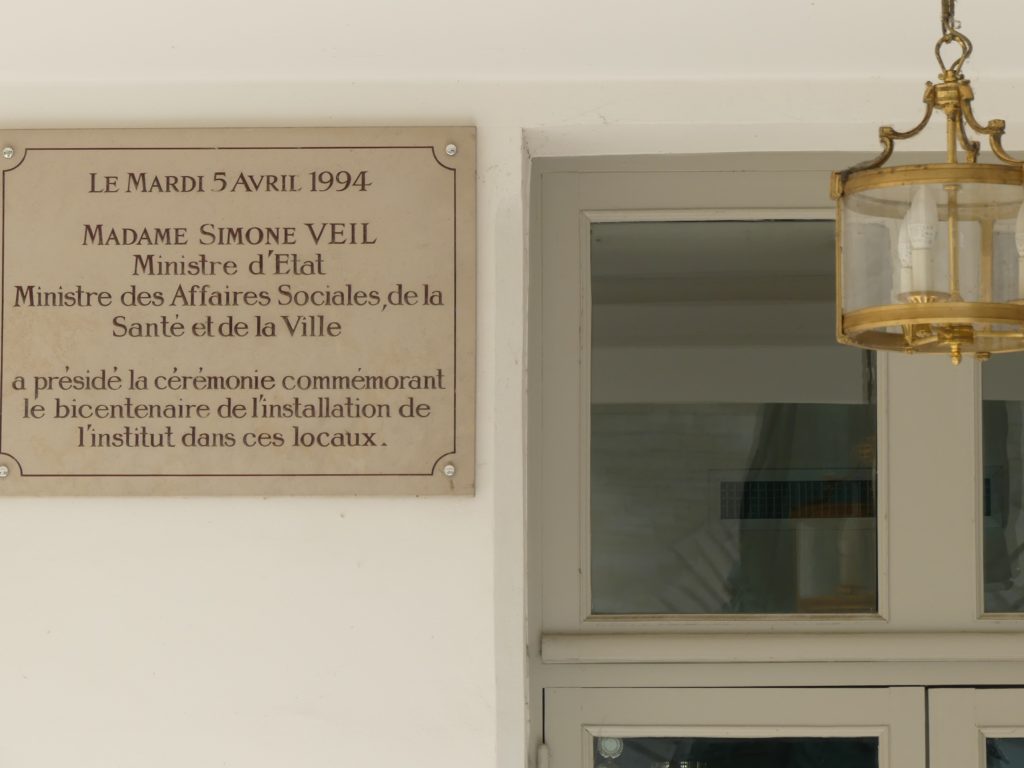 Le Mardi 5 Avril 1994
Madame Simone VEIL
Ministre d'Etat
Ministre des Affaires Sociales, de la
Santé et de la Ville
a présidé la cérémonie commémorant
le bicentenaire de l'installation de
l'institut dans ces locaux.